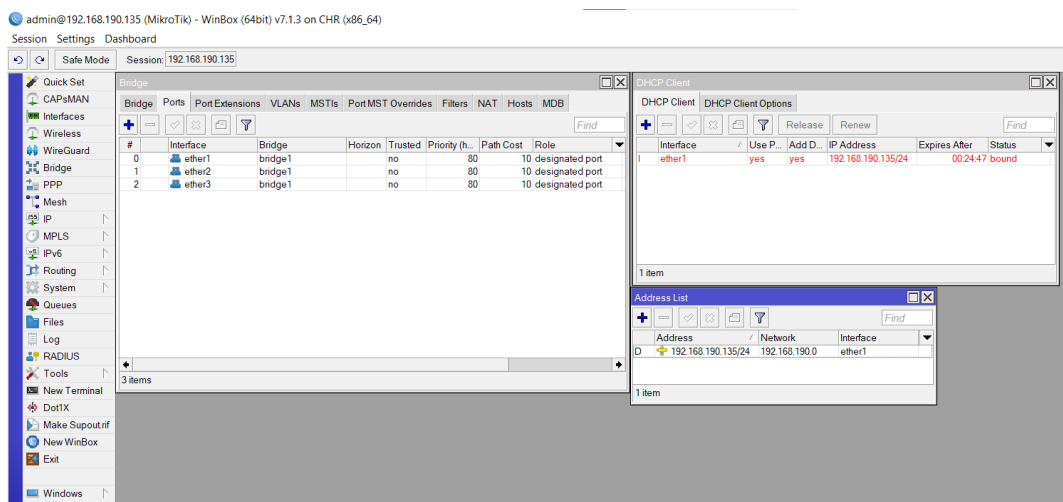 admin@192.168.190.135 (MikroTik) - WinBox (64bit) v7.1.3 on CHR (x86_64)
Session Settings Dashboard
Safe Mode Session: 192.168.190.135
Quick Set
CAPsMAN
Interfaces
Wireless
WireGuard
Bridge
PPP
Mesh
IP
MPLS
IPv6
Routing
System
Queues
Files
Log
RADIUS
Tools
New Terminal
Dot1X
Make Supout.rif
New WinBox
Exit
Windows
Bridge
Bridge Ports Port Extensions VLANs MSTIs Port MST Overrides Filters NAT Hosts MDB
Find
# Interface Bridge Horizon Trusted Priority (h... Path Cost Role
0 ether1 bridge1 no 80 10 designated port
1 ether2 bridge1 no 80 10 designated port
2 ether3 bridge1 no 80 10 designated port
3 items
DHCP Client
DHCP Client DHCP Client Options
Release Renew Find
Interface Use P... Add D... IP Address Expires After Status
I ether1 yes yes 192.168.190.135/24 00:24:47 bound
1 item
Address List
Find
Address Network Interface
D 192.168.190.135/24 192.168.190.0 ether1
1 item